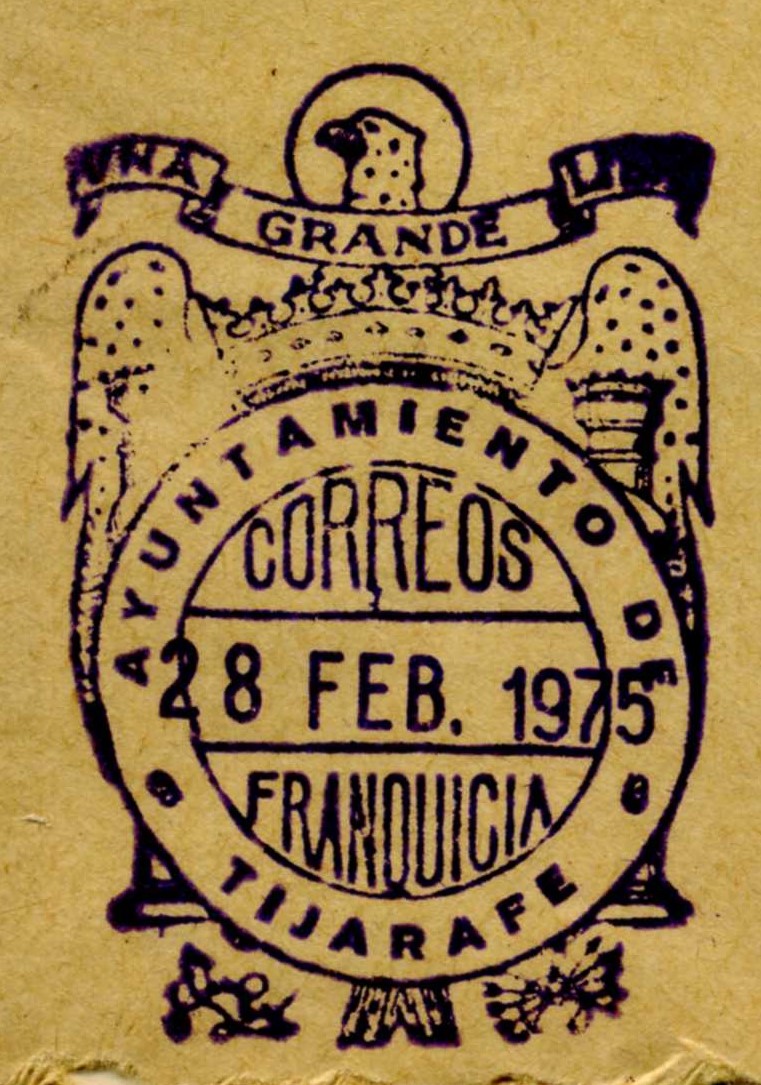 VNA
GRANDE
AYUNTAMIENTO DE
CORREOS
28 FEB. 1975
FRANQUICIA
TIJARAFE